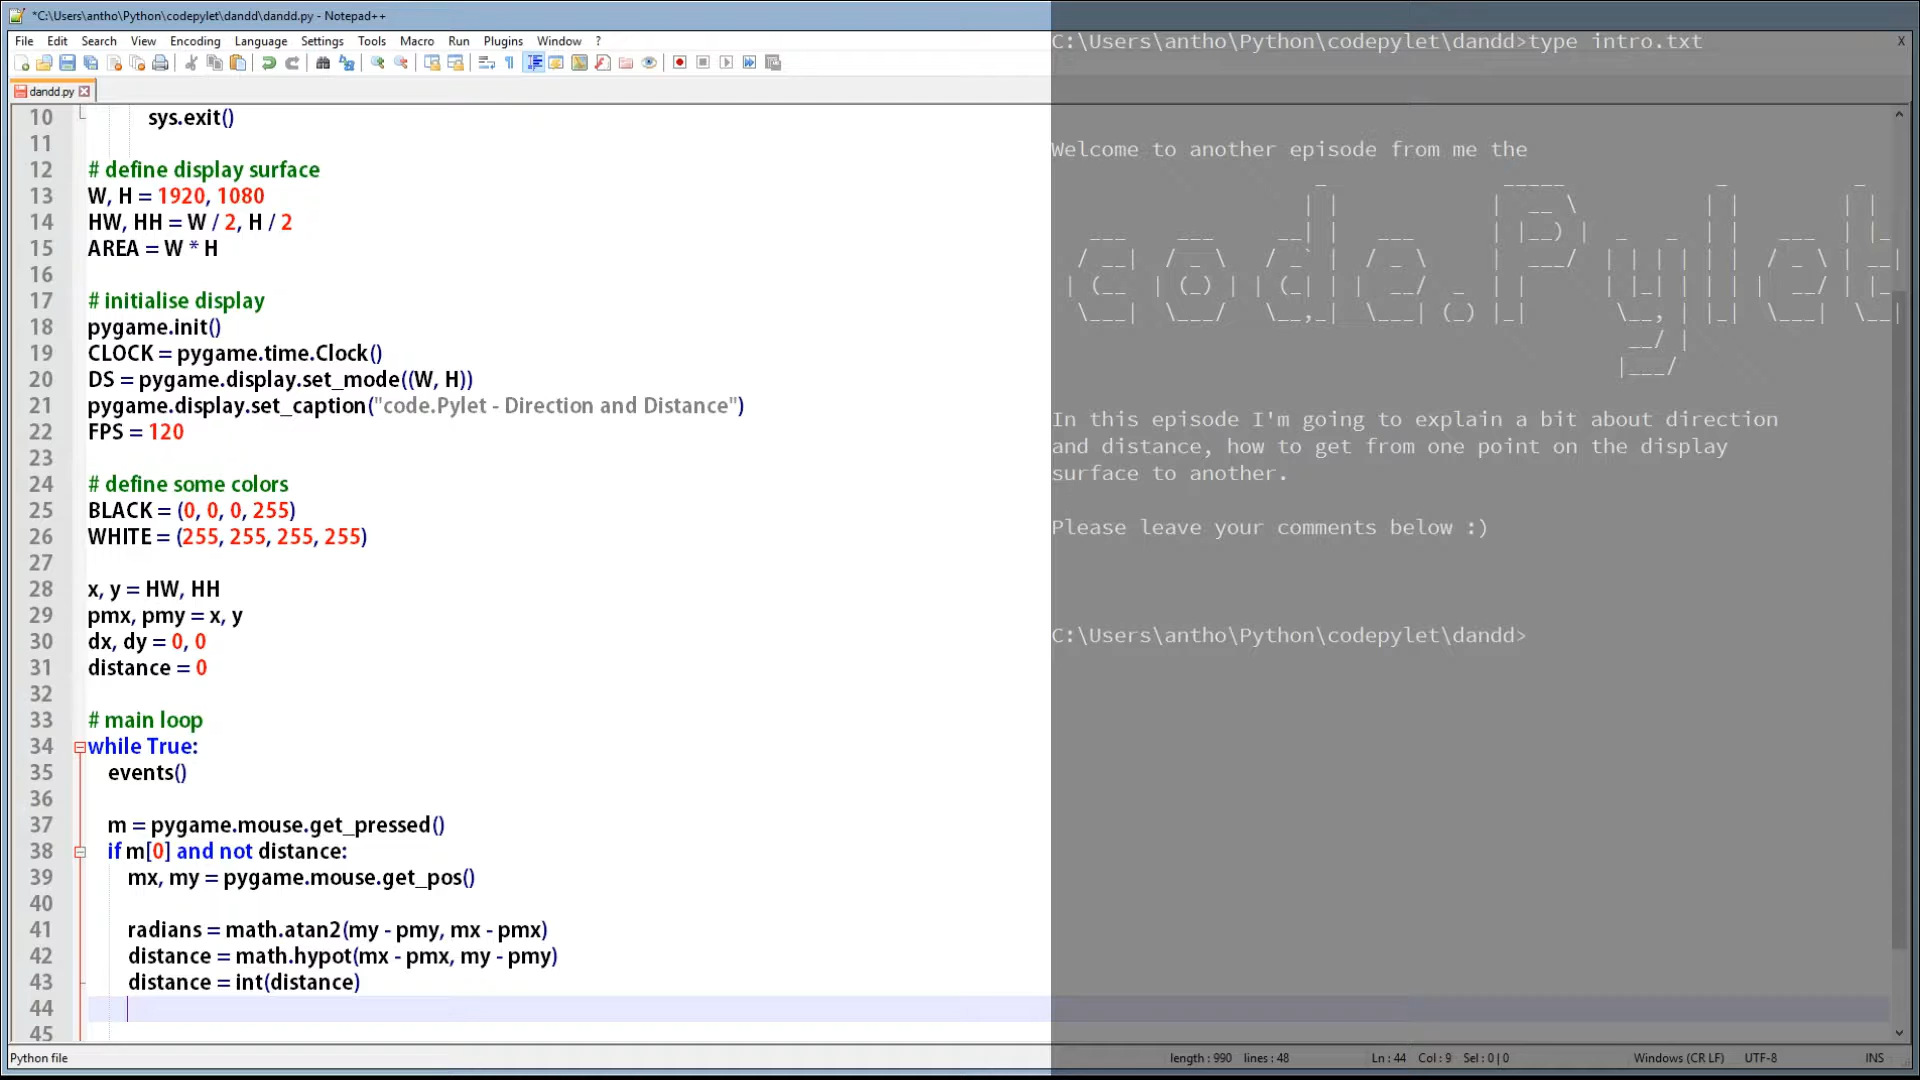 *C:\Users\antho\Python\codepylet\dandd\dandd.py - Notepad++
File Edit Search View Encoding Language Settings Tools Macro Run Plugins Window ?
X
dandd.py
10 sys.exit()
11
12 # define display surface
13 W, H = 1920, 1080
14 HW, HH = W / 2, H / 2
15 AREA = W * H
16
17 # initialise display
18 pygame.init()
19 CLOCK = pygame.time.Clock()
20 DS = pygame.display.set_mode((W, H))
21 pygame.display.set_caption("code.Pylet - Direction and Distance")
22 FPS = 120
23
24 # define some colors
25 BLACK = (0, 0, 0, 255)
26 WHITE = (255, 255, 255, 255)
27
28 x, y = HW, HH
29 pmx, pmy = x, y
30 dx, dy = 0, 0
31 distance = 0
32
33 # main loop
34 while True:
35 events()
36
37 m = pygame.mouse.get_pressed()
38 if m[0] and not distance:
39 mx, my = pygame.mouse.get_pos()
40
41 radians = math.atan2(my - pmy, mx - pmx)
42 distance = math.hypot(mx - pmx, my - pmy)
43 distance = int(distance)
44
45
C:\Users\antho\Python\codepylet\dandd>type intro.txt
Welcome to another episode from me the
code.Pylet
In this episode I'm going to explain a bit about direction
and distance, how to get from one point on the display
surface to another.
Please leave your comments below :)
C:\Users\antho\Python\codepylet\dandd>
Python file length : 990 lines : 48 Ln : 44 Col : 9 Sel : 0 | 0 Windows (CR LF) UTF-8 INS